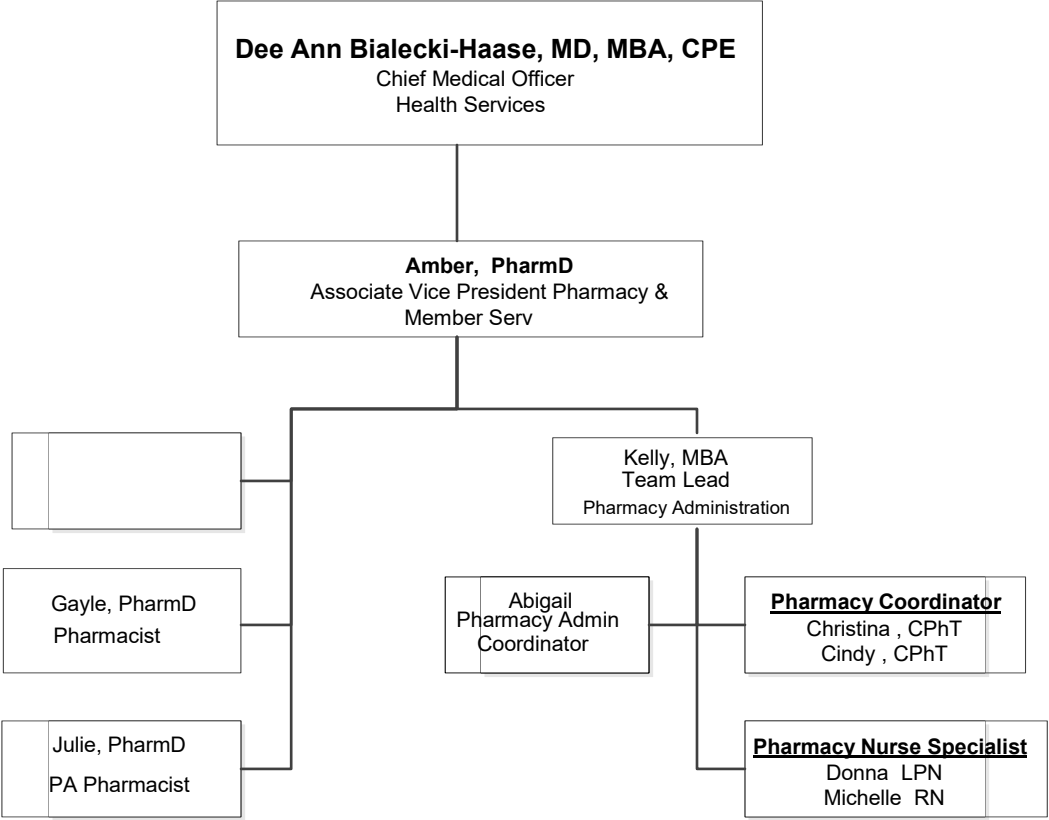 Dee Ann Bialecki-Haase, MD, MBA, CPE
Chief Medical Officer
Health Services
Amber, PharmD
Associate Vice President Pharmacy &
Member Serv
Kelly, MBA
Team Lead
Pharmacy Administration
Gayle, PharmD
Pharmacist
Abigail
Pharmacy Admin
Coordinator
Pharmacy Coordinator
Christina , CPhT
Cindy , CPhT
Julie, PharmD
PA Pharmacist
Pharmacy Nurse Specialist
Donna LPN
Michelle RN